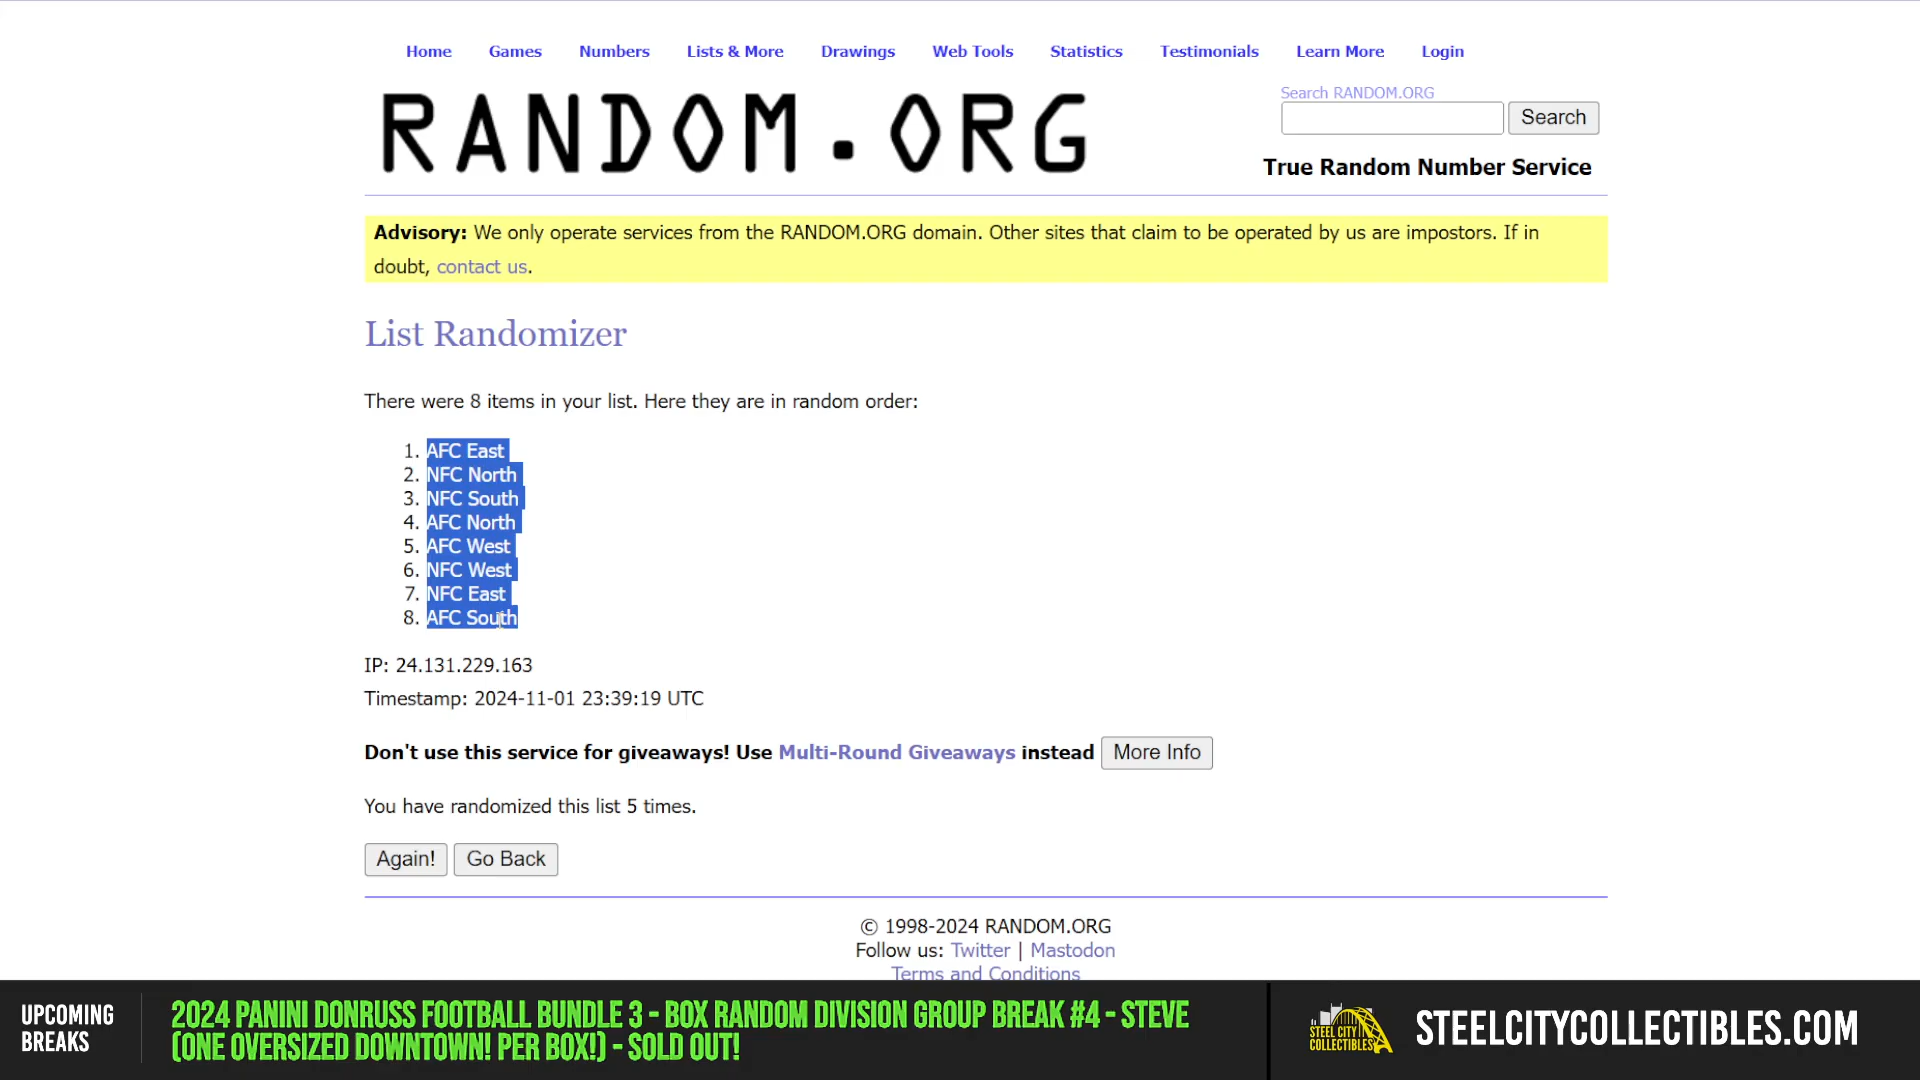 Home Games Numbers Lists & More Drawings Web Tools Statistics Testimonials Learn More Login
RANDOM.ORG
Search RANDOM.ORG
Search
True Random Number Service
Advisory: We only operate services from the RANDOM.ORG domain. Other sites that claim to be operated by us are impostors. If in
doubt, contact us.
List Randomizer
There were 8 items in your list. Here they are in random order:
1. AFC East
2. NFC North
3. NFC South
4. AFC North
5. AFC West
6. NFC West
7. NFC East
8. AFC South
IP: 24.131.229.163
Timestamp: 2024-11-01 23:39:19 UTC
Don't use this service for giveaways! Use Multi-Round Giveaways instead More Info
You have randomized this list 5 times.
Again! Go Back
© 1998-2024 RANDOM.ORG
Follow us: Twitter | Mastodon
Terms and Conditions
UPCOMING
BREAKS
2024 PANINI DONRUSS FOOTBALL BUNDLE 3 - BOX RANDOM DIVISION GROUP BREAK #4 - STEVE
(ONE OVERSIZED DOWNTOWN! PER BOX!) - SOLD OUT!
STEEL CITY
COLLECTIBLES
STEELCITYCOLLECTIBLES.COM